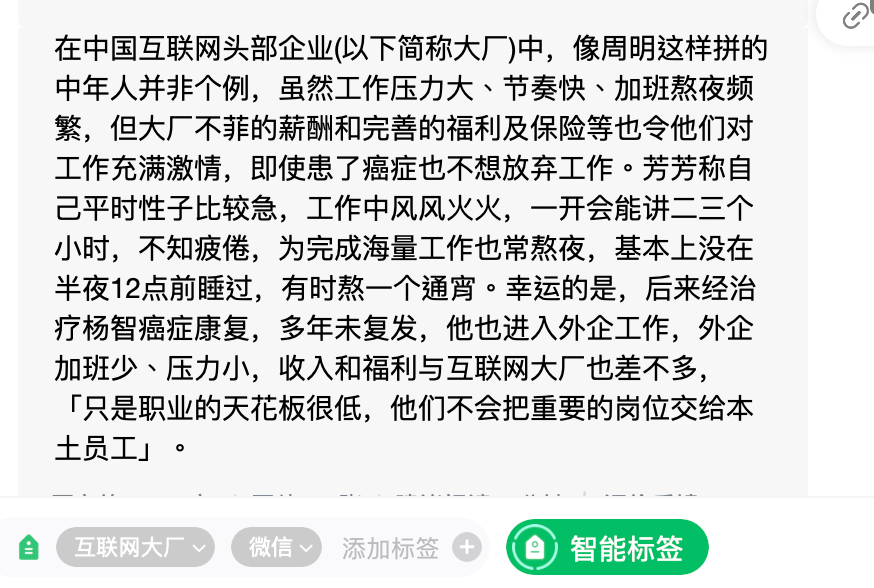 在中国互联网头部企业(以下简称大厂)中，像周明这样拼的
中年人并非个例，虽然工作压力大、节奏快、加班熬夜频
繁，但大厂不菲的薪酬和完善的福利及保险等也令他们对
工作充满激情，即使患了癌症也不想放弃工作。芳芳称自
己平时性子比较急，工作中风风火火，一开会能讲二三个
小时，不知疲倦，为完成海量工作也常熬夜，基本上没在
半夜12点前睡过，有时熬一个通宵。幸运的是，后来经治
疗杨智癌症康复，多年未复发，他也进入外企工作，外企
加班少、压力小，收入和福利与互联网大厂也差不多，
「只是职业的天花板很低，他们不会把重要的岗位交给本
土员工」。
互联网大厂 微信 添加标签 智能标签